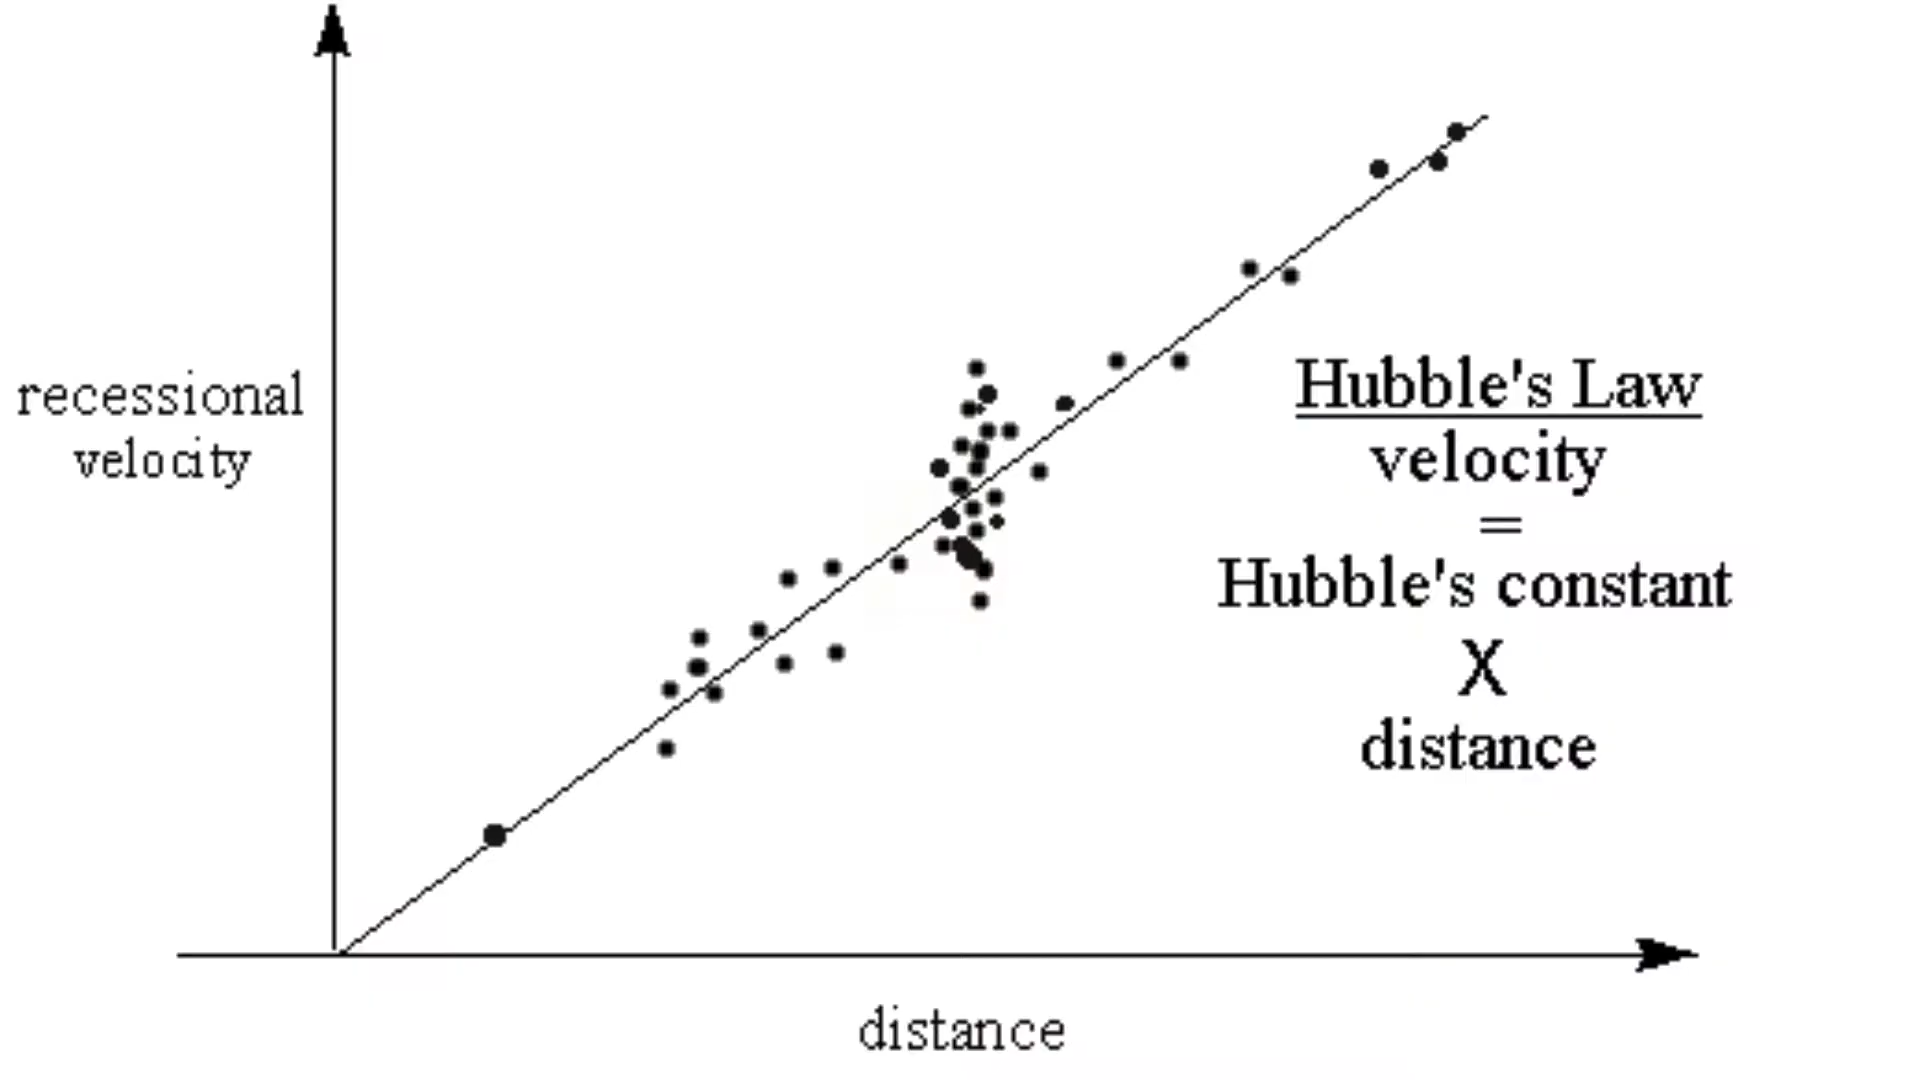 recessional
velocity
Hubble's Law
velocity
=
Hubble's constant
X
distance
distance